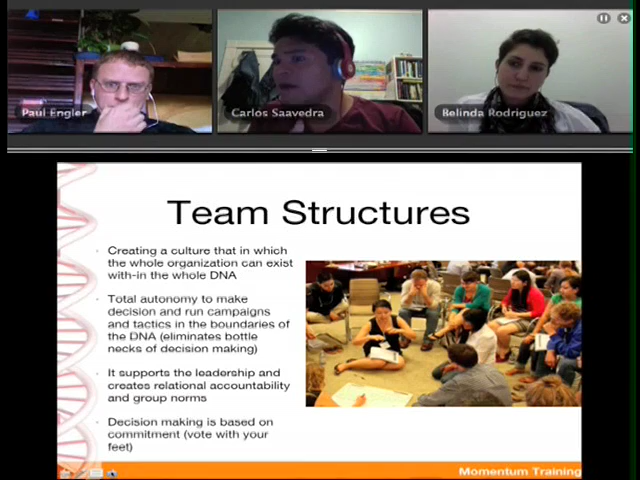 Paul Engler
Carlos Saavedra
Belinda Rodriguez
Team Structures
Creating a culture that in which
the whole organization can exist
with-in the whole DNA
Total autonomy to make
decision and run campaigns
and tactics in the boundaries of
the DNA (eliminates bottle
necks of decision making)
It supports the leadership and
creates relational accountability
and group norms
Decision making is based on
commitment (vote with your
feet)
Momentum Training